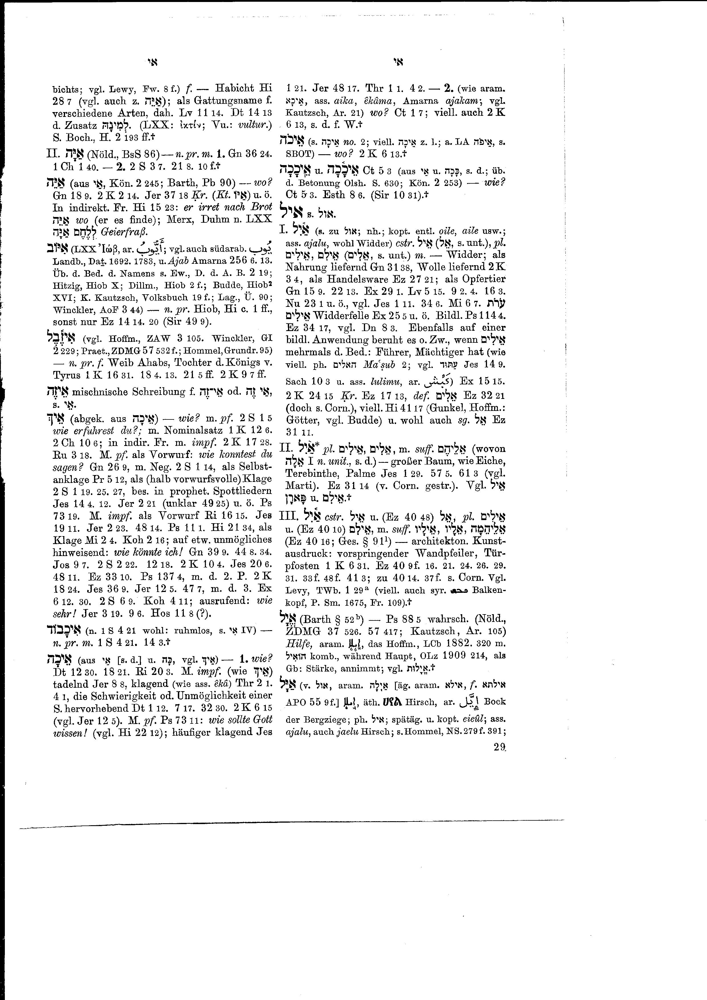 אי
אי
bichts; vgl. Lewy, Fw. 8 f.) f. — Habicht Hi
28 7 (vgl. auch z. אַיֵּה); als Gattungsname f.
verschiedene Arten, dah. Lv 11 14. Dt 14 13
d. Zusatz לְמִינָהּ. (LXX: ἰκτίν; Vu.: vultur.)
S. Boch., H. 2 193 ff.†
II. אַיָּה (Nöld., BsS 86) — n. pr. m. 1. Gn 36 24.
1 Ch 1 40. — 2. 2 S 3 7. 21 8. 10 f.†
אַיֵּה (aus אַי, Kön. 2 245; Barth, Pb 90) — wo?
Gn 18 9. 2 K 2 14. Jer 37 18 Kr. (Kt. איו) u. ö.
In indirekt. Fr. Hi 15 23: er irret nach Brot
אַיֵּה wo (er es finde); Merx, Duhm n. LXX
לְלֶחֶם אַיָּה Geierfraß.
אִיּוֹב (LXX Ἰώβ, ar. أَيُّوبُ; vgl. auch südarab. يُوب
Landb., Dat. 1692. 1783, u. Ajab Amarna 256 6. 13.
Üb. d. Bed. d. Namens s. Ew., D. d. A. B. 2 19;
Hitzig, Hiob X; Dillm., Hiob 2 f.; Budde, Hiob²
XVI; K. Kautzsch, Volksbuch 19 f.; Lag., Ü. 90;
Winckler, AoF 3 44) — n. pr. Hiob, Hi c. 1 ff.,
sonst nur Ez 14 14. 20 (Sir 49 9).
אִיזֶבֶל (vgl. Hoffm., ZAW 3 105. Winckler, GI
2 229; Praet., ZDMG 57 532 f.; Hommel, Grundr. 95)
— n. pr. f. Weib Ahabs, Tochter d. Königs v.
Tyrus 1 K 16 31. 18 4. 13. 21 5 ff. 2 K 9 7 ff.
אֵיזֶה mischnische Schreibung f. אֵי־זֶה od. אֵי זֶה,
s. אֵי.
אֵיךְ (abgek. aus אֵיכָה) — wie? m. pf. 2 S 1 5
wie erfuhrest du?; m. Nominalsatz 1 K 12 6.
2 Ch 10 6; in indir. Fr. m. impf. 2 K 17 28.
Ru 3 18. M. pf. als Vorwurf: wie konntest du
sagen? Gn 26 9, m. Neg. 2 S 1 14, als Selbst-
anklage Pr 5 12, als (halb vorwurfsvolle) Klage
2 S 1 19. 25. 27, bes. in prophet. Spottliedern
Jes 14 4. 12. Jer 2 21 (unklar 49 25) u. ö. Ps
73 19. M. impf. als Vorwurf Ri 16 15. Jes
19 11. Jer 2 23. 48 14. Ps 11 1. Hi 21 34, als
Klage Mi 2 4. Koh 2 16; auf etw. unmögliches
hinweisend: wie könnte ich! Gn 39 9. 44 8. 34.
Jos 9 7. 2 S 2 22. 12 18. 2 K 10 4. Jes 20 6.
48 11. Ez 33 10. Ps 137 4, m. d. 2. P. 2 K
18 24. Jes 36 9. Jer 12 5. 47 7, m. d. 3. Ex
6 12. 30. 2 S 6 9. Koh 4 11; ausrufend: wie
sehr! Jer 3 19. 9 6. Hos 11 8 (?).
אִיכָבוֹד (n. 1 S 4 21 wohl: ruhmlos, s. אִי IV) —
n. pr. m. 1 S 4 21. 14 3.†
אֵיכָה (aus אֵי [s. d.] u. כָּה, vgl. אֵיךְ) — 1. wie?
Dt 12 30. 18 21. Ri 20 3. M. impf. (wie אֵיךְ)
tadelnd Jer 8 8, klagend (wie ass. êkâ) Thr 2 1.
4 1, die Schwierigkeit od. Unmöglichkeit einer
S. hervorhebend Dt 1 12. 7 17. 32 30. 2 K 6 15
(vgl. Jer 12 5). M. pf. Ps 73 11: wie sollte Gott
wissen! (vgl. Hi 22 12); häufiger klagend Jes
1 21. Jer 48 17. Thr 1 1. 4 2. — 2. (wie aram.
אֵיכָא, ass. aika, êkâma, Amarna ajakam; vgl.
Kautzsch, Ar. 21) wo? Ct 1 7; viell. auch 2 K
6 13, s. d. f. W.†
אֵיכֹה (s. אֵיכָה no. 2; viell. אֵיכָה z. l.; a. LA אֵיפֹה, s.
SBOT) — wo? 2 K 6 13.†
אֵיכָכָה u. אֵיכָכָה Ct 5 3 (aus אֵי u. כָּכָה, s. d.; üb.
d. Betonung Olsh. S. 630; Kön. 2 253) — wie?
Ct 5 3. Esth 8 6. (Sir 10 31).†
אֱוִיל s. אול.
I. אַיִל (s. zu אול; nh.; kopt. entl. oile, aile usw.;
ass. ajalu, wohl Widder) cstr. אֵיל (אֵל, s. unt.), pl.
אֵילִים, אֵילִם (אֵלִים, s. unt.) m. — Widder; als
Nahrung liefernd Gn 31 38, Wolle liefernd 2 K
3 4, als Handelsware Ez 27 21; als Opfertier
Gn 15 9. 22 13. Ex 29 1. Lv 5 15. 9 2. 4. 16 3.
Nu 23 1 u. ö., vgl. Jes 1 11. 34 6. Mi 6 7. עֹרֹת
אֵילִים Widderfelle Ex 25 5 u. ö. Bildl. Ps 114 4.
Ez 34 17, vgl. Dn 8 3. Ebenfalls auf einer
bildl. Anwendung beruht es o. Zw., wenn אֵילִים
mehrmals d. Bed.: Führer, Mächtiger hat (wie
viell. ph. האלים Maʿṣub 2; vgl. עַתּוּד Jes 14 9.
Sach 10 3 u. ass. lulimu, ar. كَبْش) Ex 15 15.
2 K 24 15 Kr. Ez 17 13, def. אֵלִים Ez 32 21
(doch s. Corn.), viell. Hi 41 17 (Gunkel, Hoffm.:
Götter, vgl. Budde) u. wohl auch sg. אֵל Ez
31 11.
II. אַיִל* pl. אֵילִים, אֵלִים, m. suff. אֵלֵיהֶם (wovon
אֵלָה I n. unit., s. d.) — großer Baum, wie Eiche,
Terebinthe, Palme Jes 1 29. 57 5. 61 3 (vgl.
Marti). Ez 31 14 (v. Corn. gestr.). Vgl. אֵיל
פָּארָן u. אֵילִם.†
III. אַיִל cstr. אֵיל u. (Ez 40 48) אֵל, pl. אֵילִים
u. (Ez 40 10) אֵילִם, m. suff. אֵילָיו, אֵלָיו, אֵלֵיהֵמָה
(Ez 40 16; Ges. § 91¹) — architekton. Kunst-
ausdruck: vorspringender Wandpfeiler, Tür-
pfosten 1 K 6 31. Ez 40 9f. 16. 21. 24. 26. 29.
31. 33f. 48f. 41 3; zu 40 14. 37f. s. Corn. Vgl.
Levy, TWb. 1 29ᵃ (viell. auch syr. Balken-
kopf, P. Sm. 1675, Fr. 109).†
אֱיָל (Barth § 52ᵇ) — Ps 88 5 wahrsch. (Nöld.,
ZDMG 37 526. 57 417; Kautzsch, Ar. 105)
Hilfe, aram. das Hoffm., LCb 1882. 320 m.
הואיל komb., während Haupt, OLz 1909 214, als
Gb: Stärke, annimmt; vgl. אֱיָלוּת.†
אַיָּל (v. אול, aram. אַיְלָה [äg. aram. אילא, f. אילתא
APO 55 9f.] äth. ሀየል Hirsch, ar. إِيَّل Bock
der Bergziege; ph. איל; spätäg. u. kopt. eieûl; ass.
ajalu, auch jaelu Hirsch; s. Hommel, NS. 279 f. 391;
29.